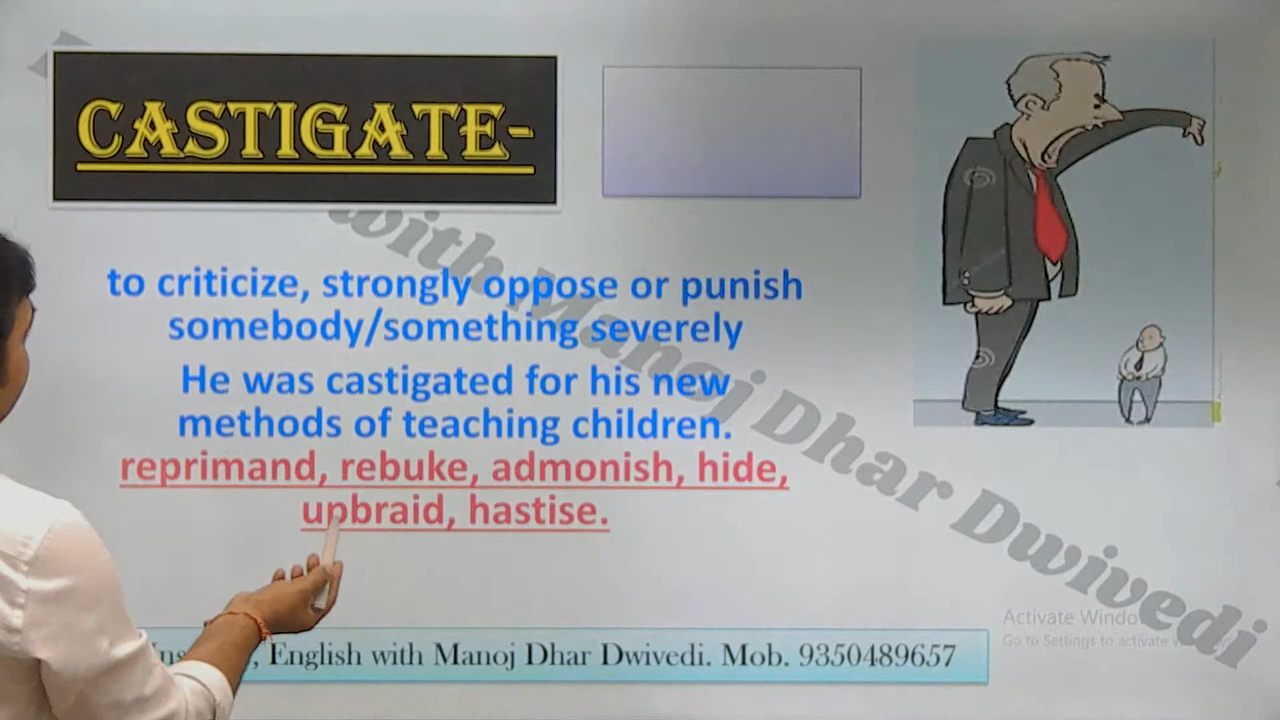 CASTIGATE-
to criticize, strongly oppose or punish
somebody/something severely
He was castigated for his new
methods of teaching children.
reprimand, rebuke, admonish, hide,
upbraid, hastise.
with Manoj Dhar Dwivedi
Activate
Go to Settings to activate
English with Manoj Dhar Dwivedi. Mob. 9350489657